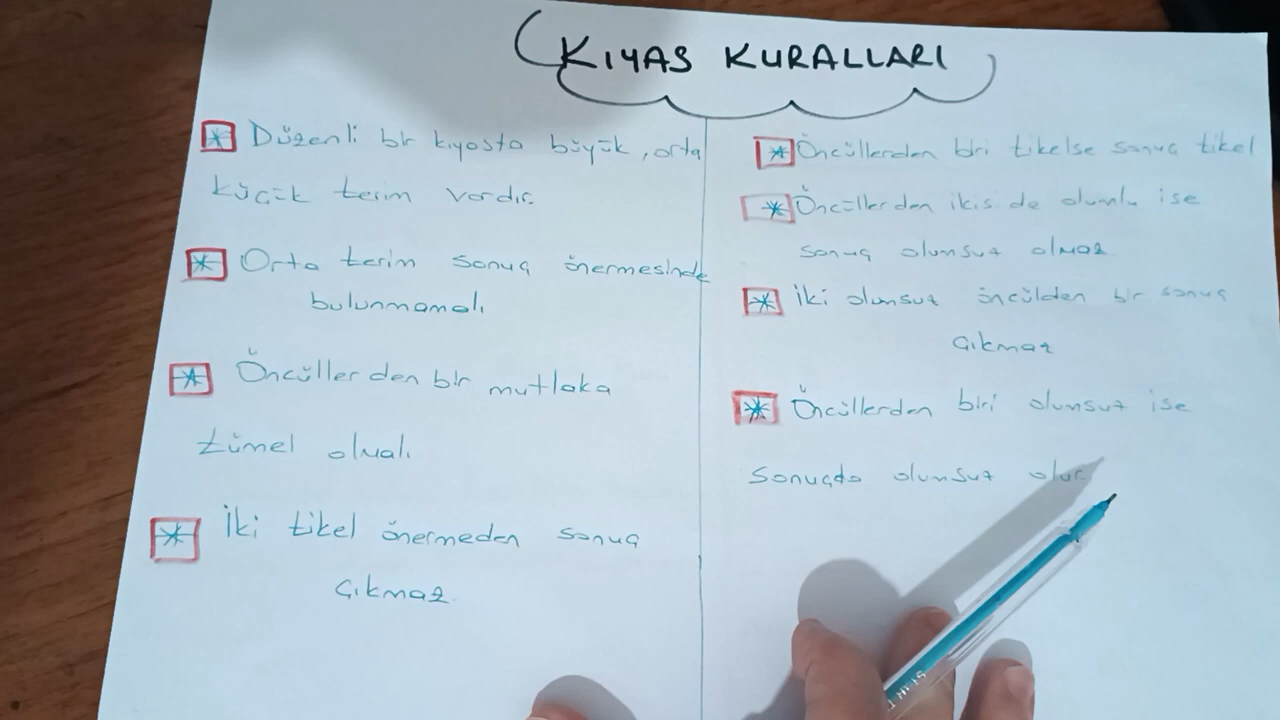 KIYAS KURALLARI
Düzenli bir kıyasta büyük, orta
küçük terim vardır.
Orta terim sonuç önermesinde
bulunmamalı
Öncüllerden bir mutlaka
tümel olmalı
İki tikel önermeden sonuç
çıkmaz
Öncüllerden biri tikelse sonuç tikel
Öncüllerden ikisi de olumlu ise
sonuç olumsuz olmaz
İki olumsuz öncülden bir sonuç
çıkmaz
Öncüllerden biri olumsuz ise
sonuçda olumsuz olur